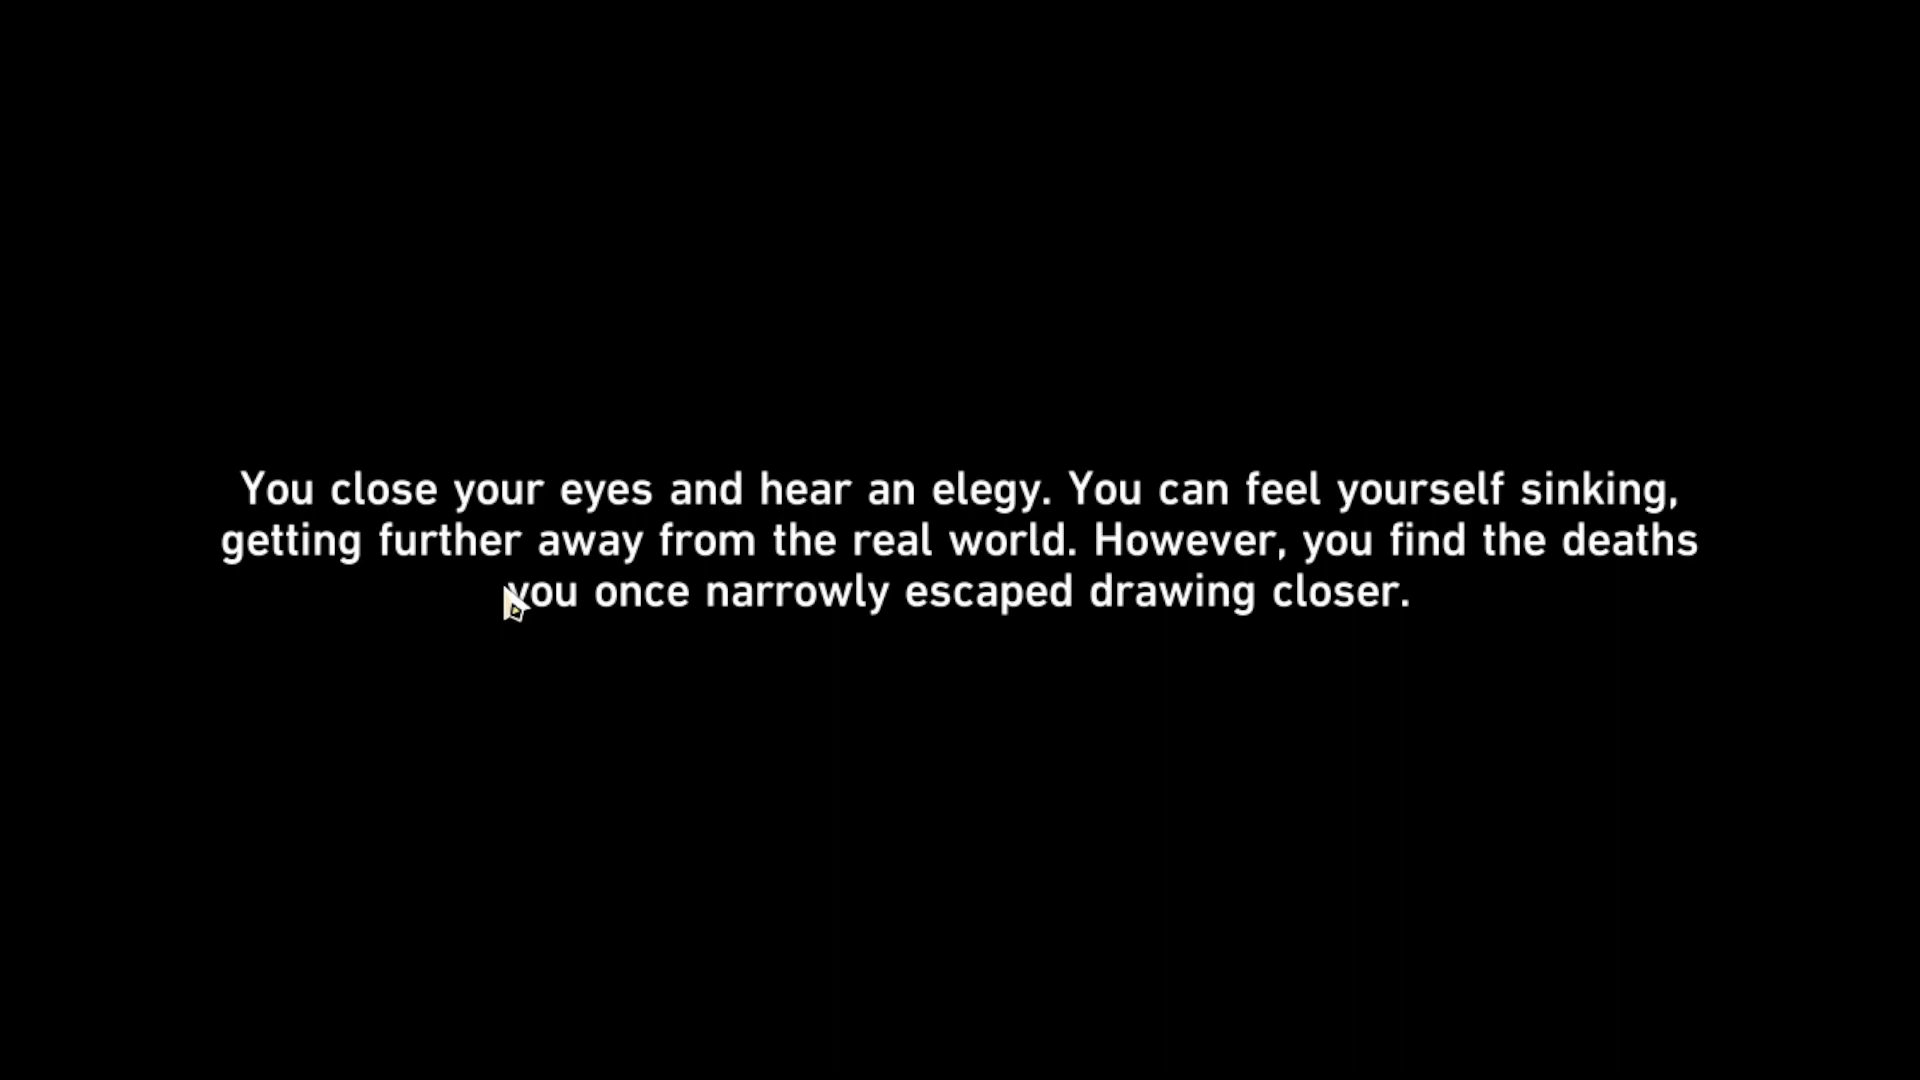 You close your eyes and hear an elegy. You can feel yourself sinking,
getting further away from the real world. However, you find the deaths
you once narrowly escaped drawing closer.